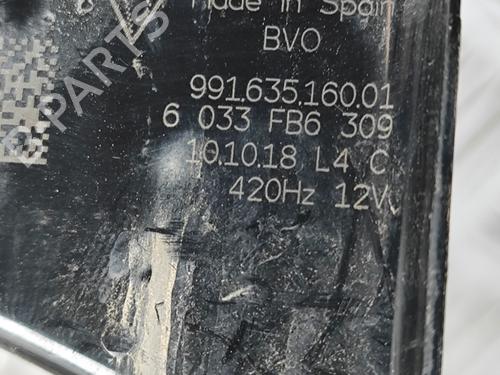 Made in Spain
BVO
991.635.160.01
6 033 FB6 309
10.10.18 L4 C
420Hz 12V